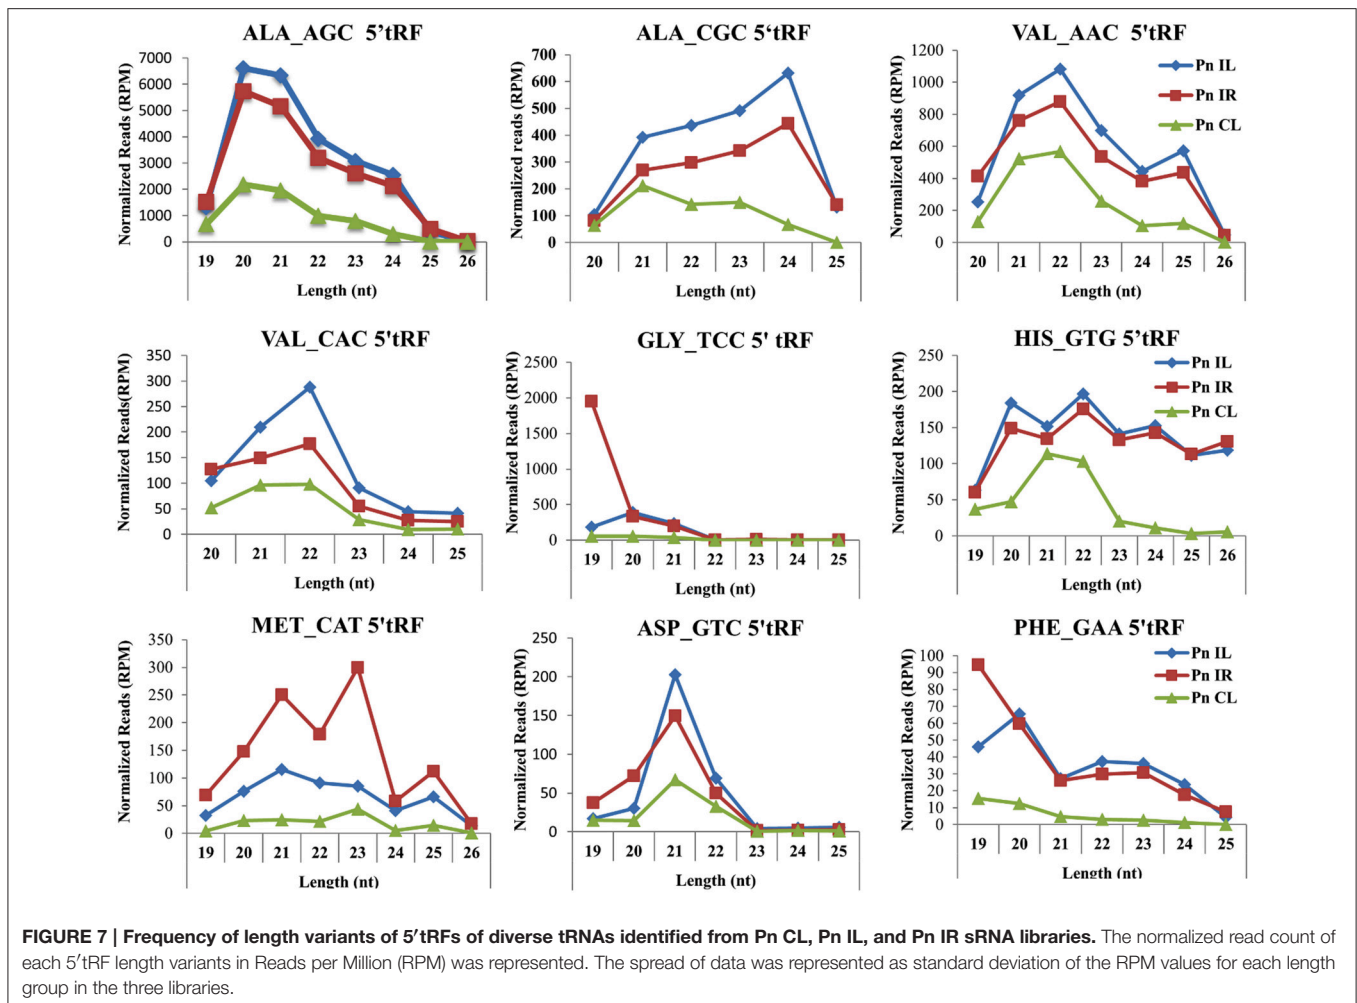 ALA_AGC 5’tRF
Normalized Reads (RPM)
7000
6000
5000
4000
3000
2000
1000
0
19 20 21 22 23 24 25 26
Length (nt)
ALA_CGC 5‘tRF
Normalized reads (RPM)
700
600
500
400
300
200
100
0
20 21 22 23 24 25
Length (nt)
VAL_AAC 5'tRF
Normalized Reads (RPM)
1200
1000
800
600
400
200
0
20 21 22 23 24 25 26
Length (nt)
Pn IL
Pn IR
Pn CL
VAL_CAC 5'tRF
Normalized Reads(RPM)
350
300
250
200
150
100
50
0
20 21 22 23 24 25
Length (nt)
GLY_TCC 5' tRF
Normalized Reads (RPM)
2500
2000
1500
1000
500
0
19 20 21 22 23 24 25
Length (nt)
HIS_GTG 5’tRF
Normalized Reads (RPM)
250
200
150
100
50
0
19 20 21 22 23 24 25 26
Length (nt)
Pn IL
Pn IR
Pn CL
MET_CAT 5'tRF
Normalized Reads (RPM)
350
300
250
200
150
100
50
0
19 20 21 22 23 24 25 26
Length (nt)
ASP_GTC 5'tRF
Normalized Reads (RPM)
250
200
150
100
50
0
19 20 21 22 23 24 25
Length (nt)
PHE_GAA 5'tRF
Normalized Reads (RPM)
100
90
80
70
60
50
40
30
20
10
0
19 20 21 22 23 24 25
Length (nt)
Pn IL
Pn IR
Pn CL
FIGURE 7 | Frequency of length variants of 5′tRFs of diverse tRNAs identified from Pn CL, Pn IL, and Pn IR sRNA libraries. The normalized read count of
each 5′tRF length variants in Reads per Million (RPM) was represented. The spread of data was represented as standard deviation of the RPM values for each length
group in the three libraries.